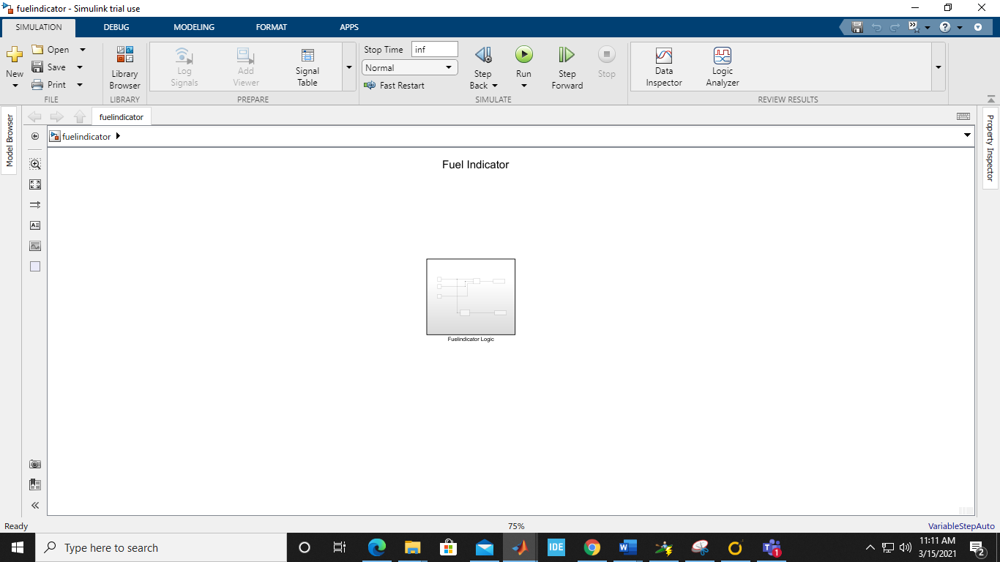 fuelindicator - Simulink trial use
SIMULATION DEBUG MODELING FORMAT APPS
New
Open
Save
Print
FILE
Library
Browser
LIBRARY
Log
Signals
Add
Viewer
Signal
Table
PREPARE
Stop Time inf
Normal
Fast Restart
Step
Back
Run
Step
Forward
Stop
SIMULATE
Data
Inspector
Logic
Analyzer
REVIEW RESULTS
Model Browser
fuelindicator
fuelindicator
Property Inspector
Fuel Indicator
Fuelindicator Logic
Ready 75% VariableStepAuto
Type here to search
IDE
1
11:11 AM
3/15/2021
2